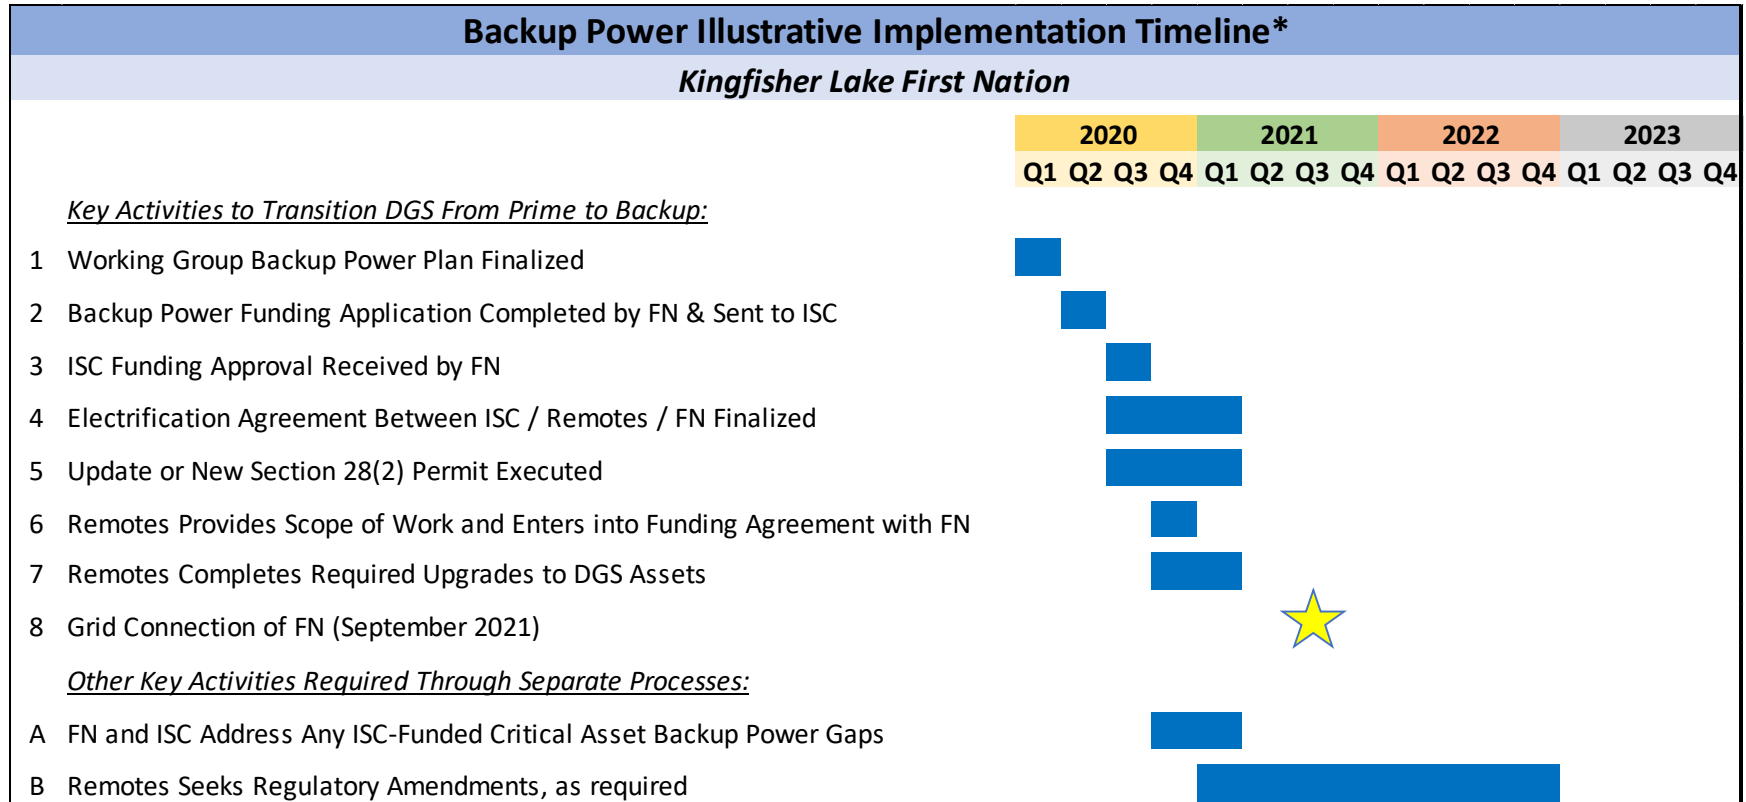 Backup Power Illustrative Implementation Timeline*
Kingfisher Lake First Nation
2020 2021 2022 2023
Q1 Q2 Q3 Q4 Q1 Q2 Q3 Q4 Q1 Q2 Q3 Q4 Q1 Q2 Q3 Q4
Key Activities to Transition DGS From Prime to Backup:
1 Working Group Backup Power Plan Finalized
2 Backup Power Funding Application Completed by FN & Sent to ISC
3 ISC Funding Approval Received by FN
4 Electrification Agreement Between ISC / Remotes / FN Finalized
5 Update or New Section 28(2) Permit Executed
6 Remotes Provides Scope of Work and Enters into Funding Agreement with FN
7 Remotes Completes Required Upgrades to DGS Assets
8 Grid Connection of FN (September 2021)
Other Key Activities Required Through Separate Processes:
A FN and ISC Address Any ISC-Funded Critical Asset Backup Power Gaps
B Remotes Seeks Regulatory Amendments, as required